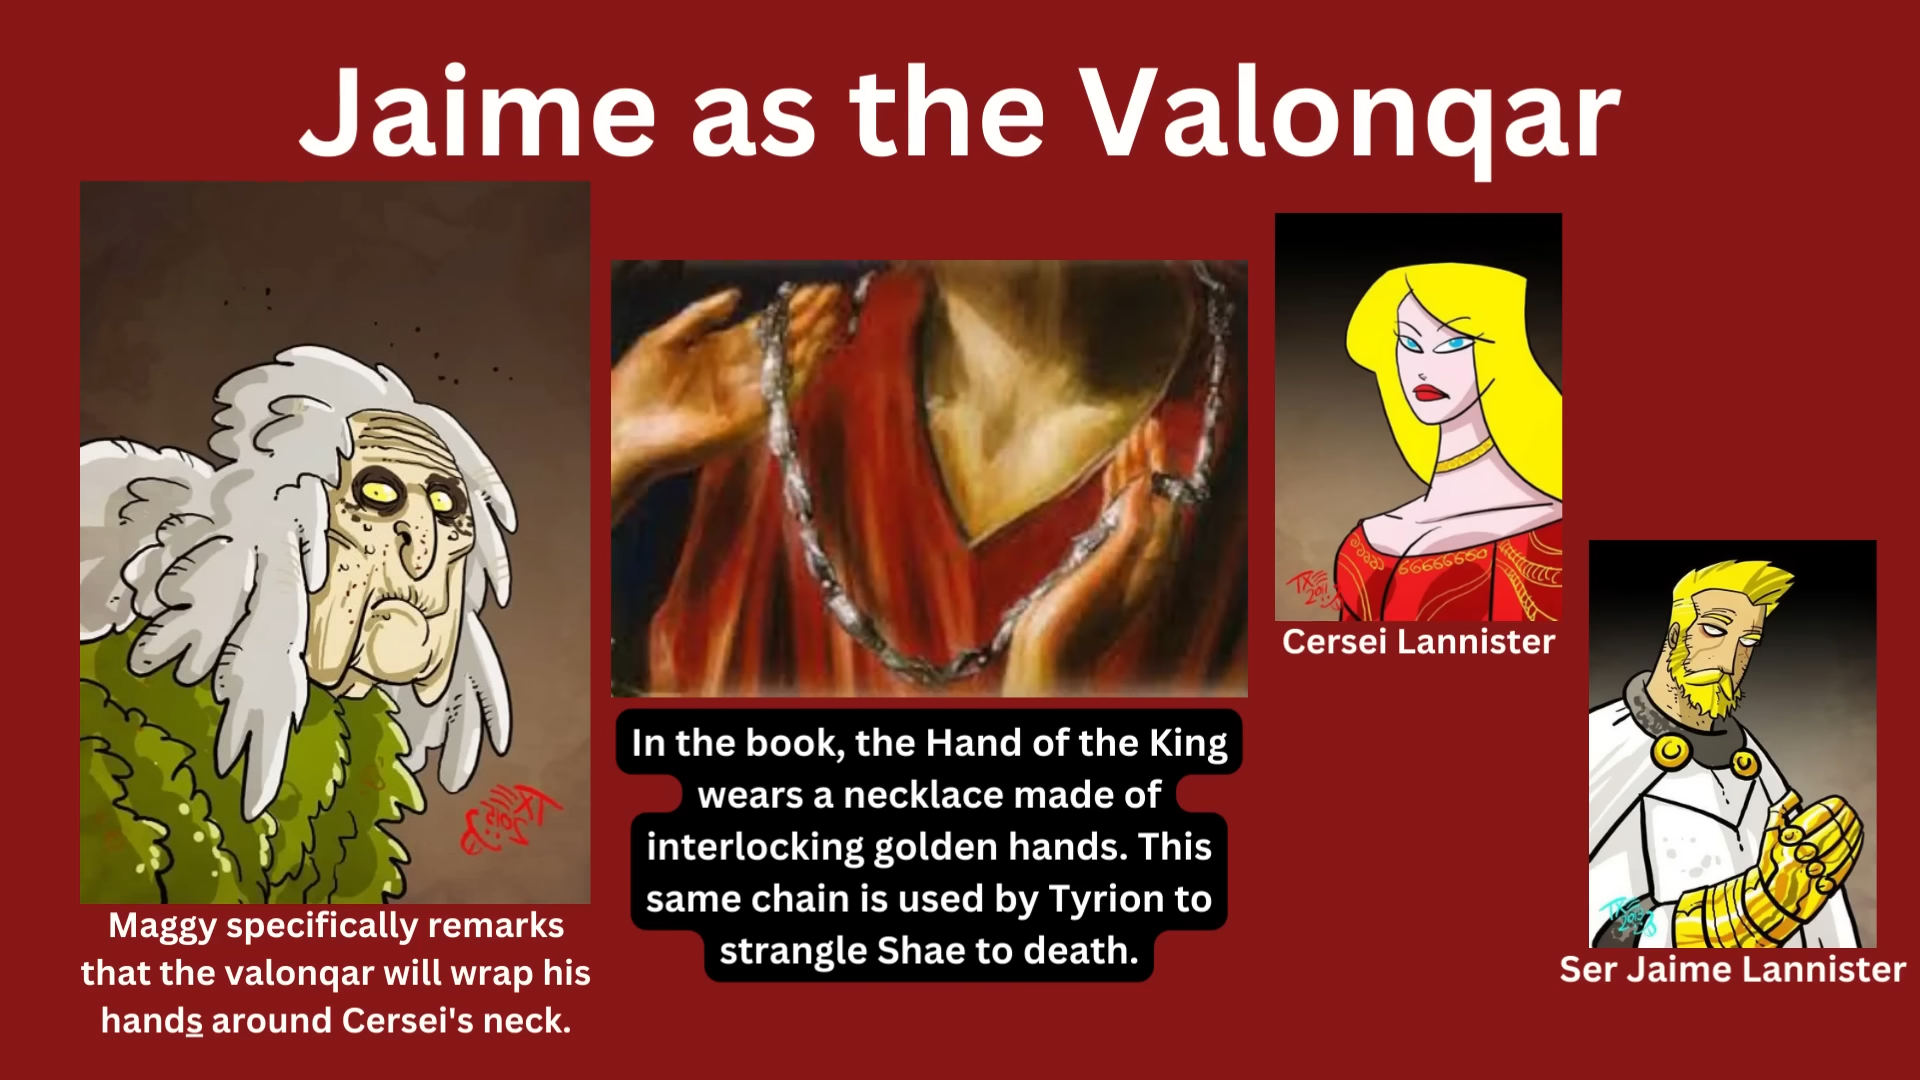 Jaime as the Valonqar
Maggy specifically remarks
that the valonqar will wrap his
hands around Cersei's neck.
In the book, the Hand of the King
wears a necklace made of
interlocking golden hands. This
same chain is used by Tyrion to
strangle Shae to death.
Cersei Lannister
Ser Jaime Lannister